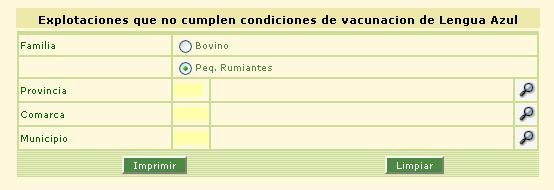 Explotaciones que no cumplen condiciones de vacunacion de Lengua Azul
Familia Bovino
Peq. Rumiantes
Provincia
Comarca
Municipio
Imprimir Limpiar